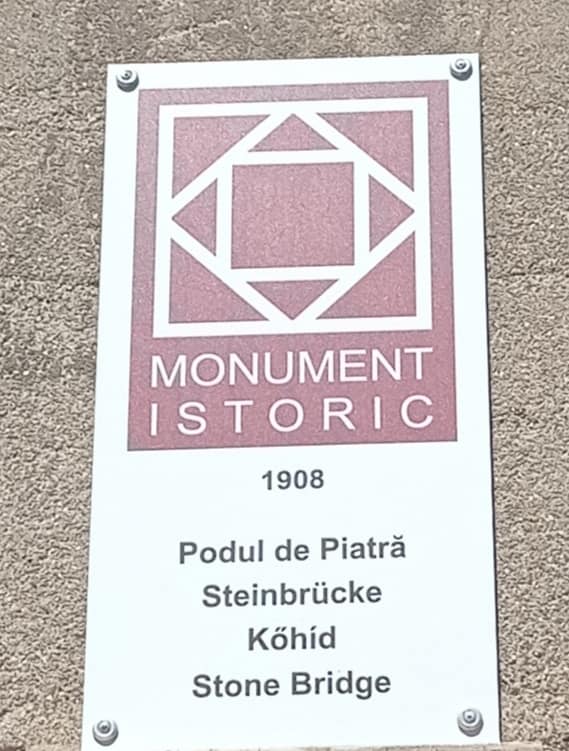 MONUMENT
ISTORIC
1908
Podul de Piatră
Steinbrücke
Kőhíd
Stone Bridge